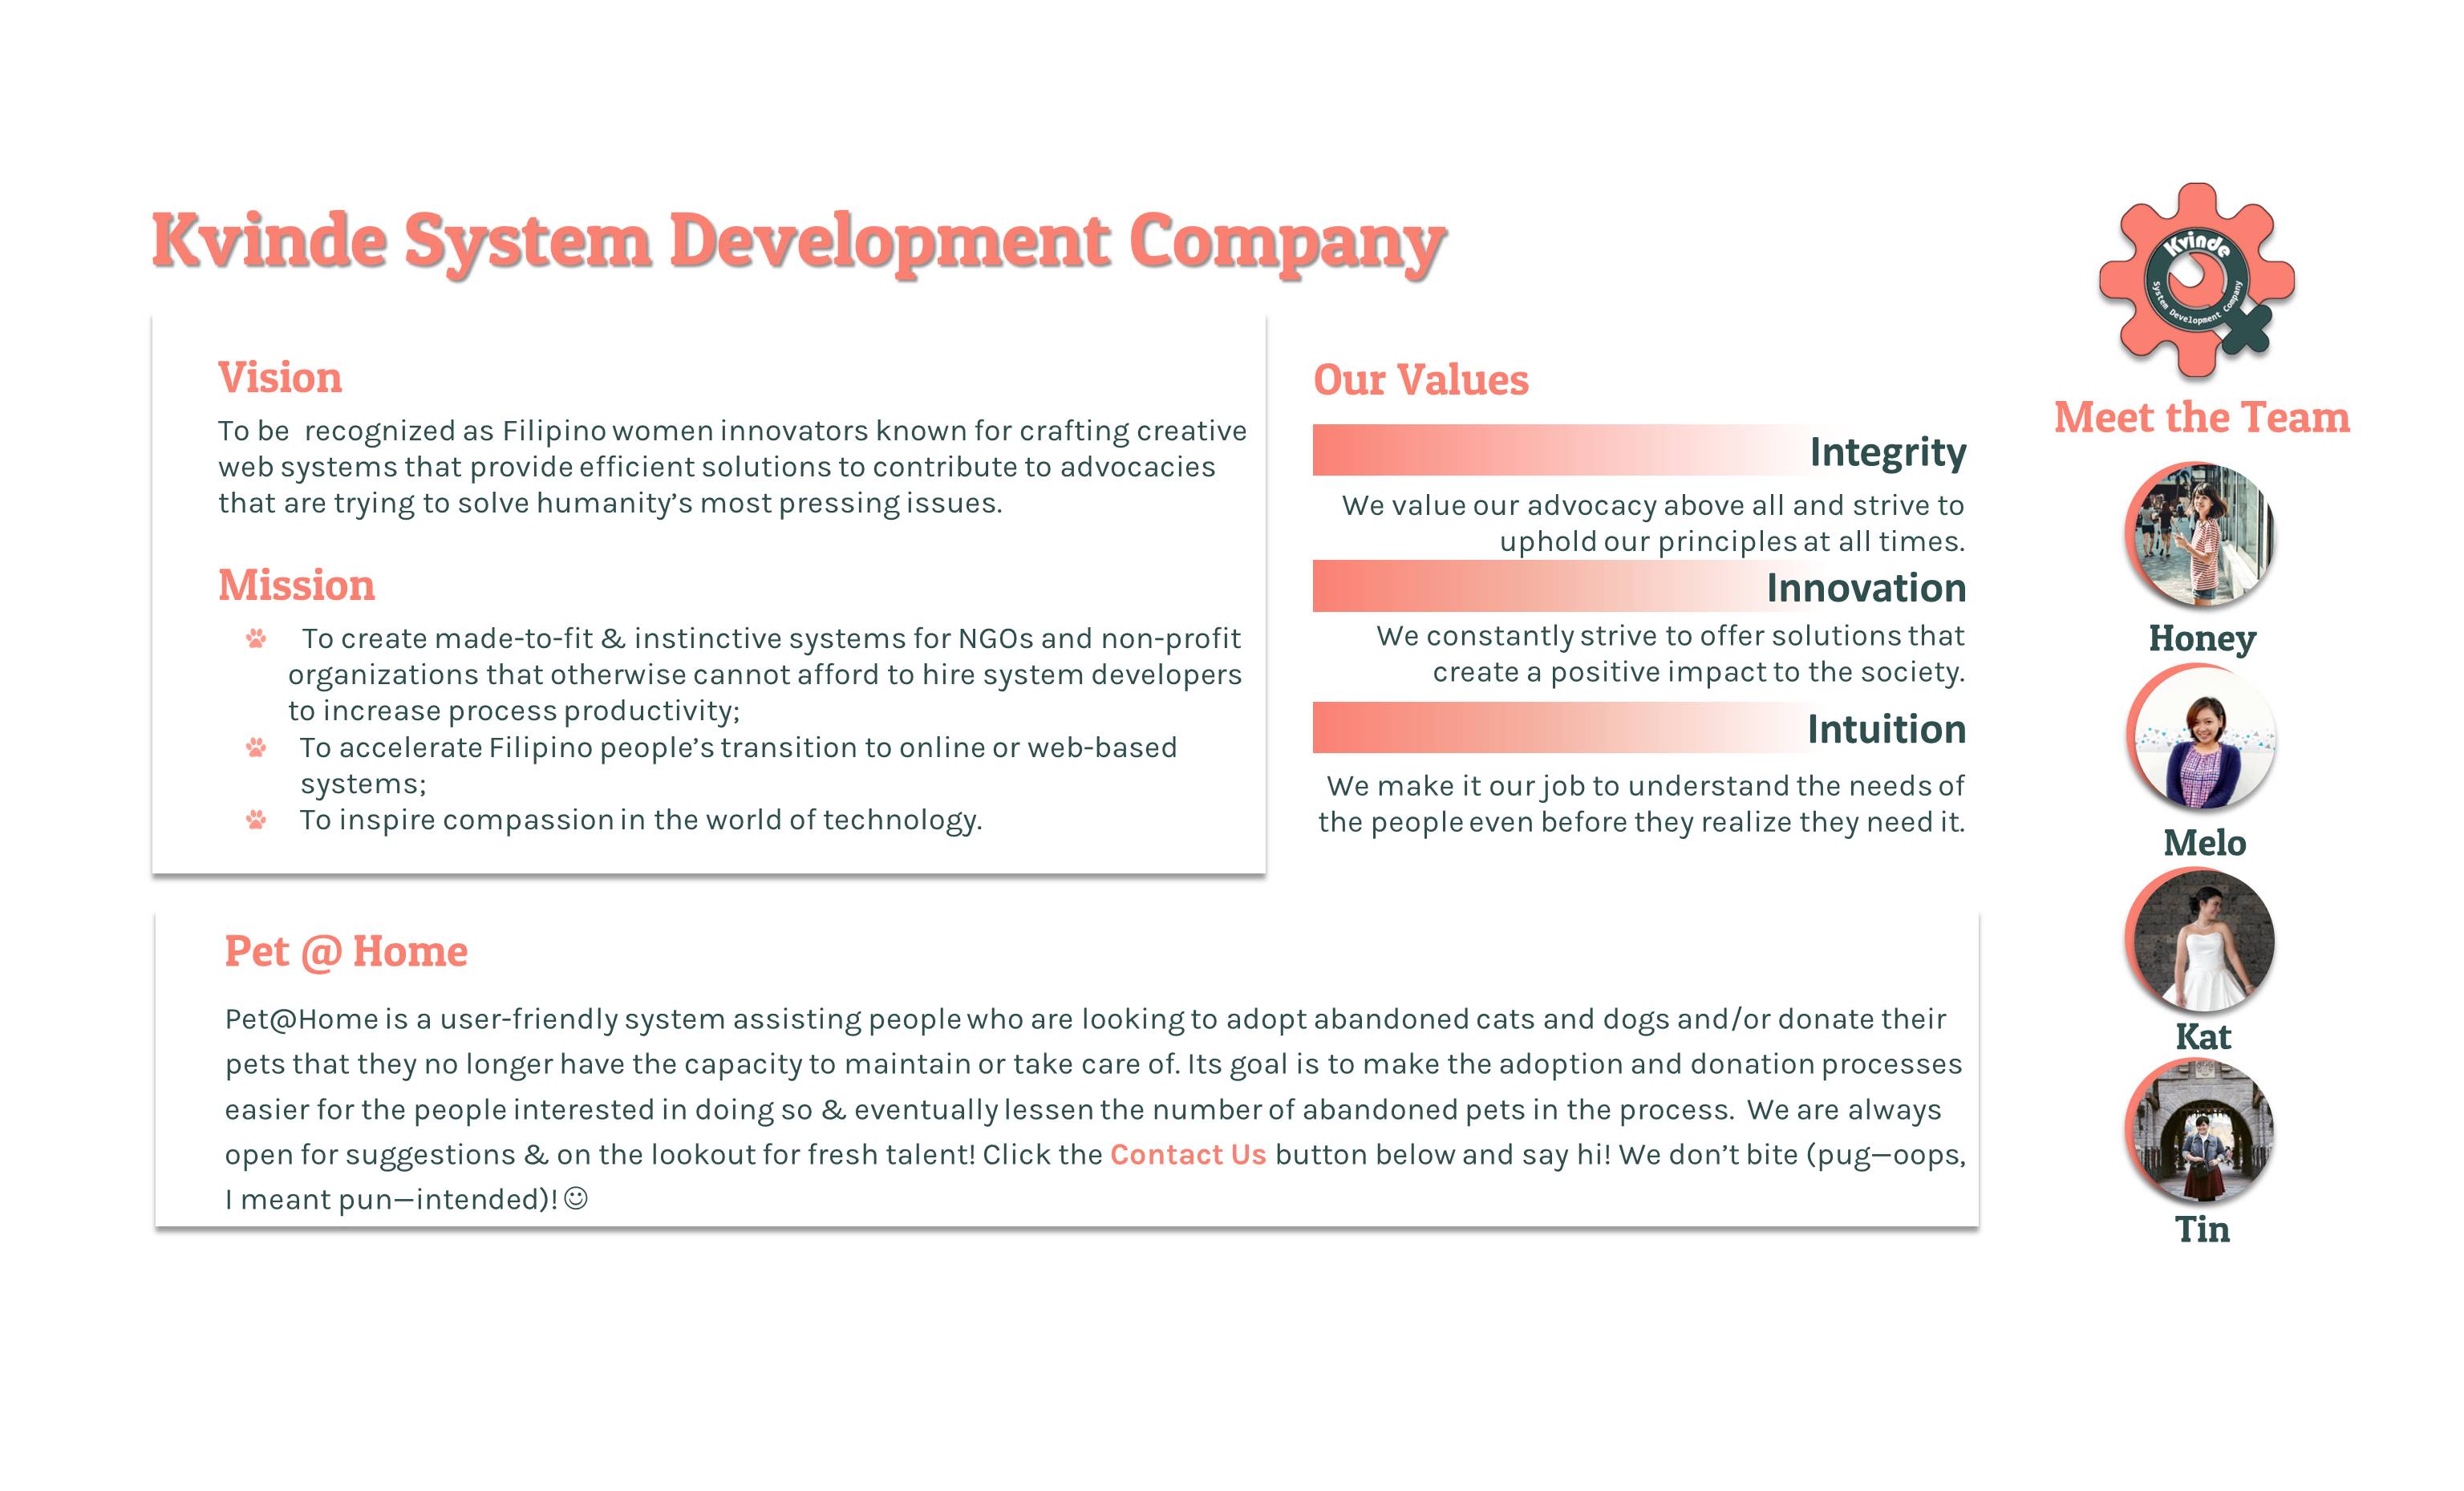 Kvinde System Development Company
Vision
To be recognized as Filipino women innovators known for crafting creative
web systems that provide efficient solutions to contribute to advocacies
that are trying to solve humanity’s most pressing issues.
Mission
To create made-to-fit & instinctive systems for NGOs and non-profit
organizations that otherwise cannot afford to hire system developers
to increase process productivity;
To accelerate Filipino people’s transition to online or web-based
systems;
To inspire compassion in the world of technology.
Our Values
Integrity
We value our advocacy above all and strive to
uphold our principles at all times.
Innovation
We constantly strive to offer solutions that
create a positive impact to the society.
Intuition
We make it our job to understand the needs of
the people even before they realize they need it.
Pet @ Home
Pet@Home is a user-friendly system assisting people who are looking to adopt abandoned cats and dogs and/or donate their
pets that they no longer have the capacity to maintain or take care of. Its goal is to make the adoption and donation processes
easier for the people interested in doing so & eventually lessen the number of abandoned pets in the process. We are always
open for suggestions & on the lookout for fresh talent! Click the Contact Us button below and say hi! We don’t bite (pug—oops,
I meant pun—intended)! ☺
Kvinde
System Development Company
Meet the Team
Honey
Melo
Kat
Tin